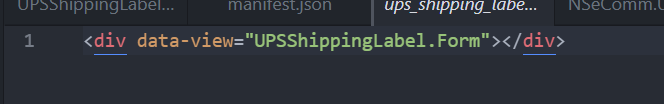 UPSShippingLabel... manifest.json ups_shipping_labe... NSeComm.U
1 <div data-view="UPSShippingLabel.Form"></div>